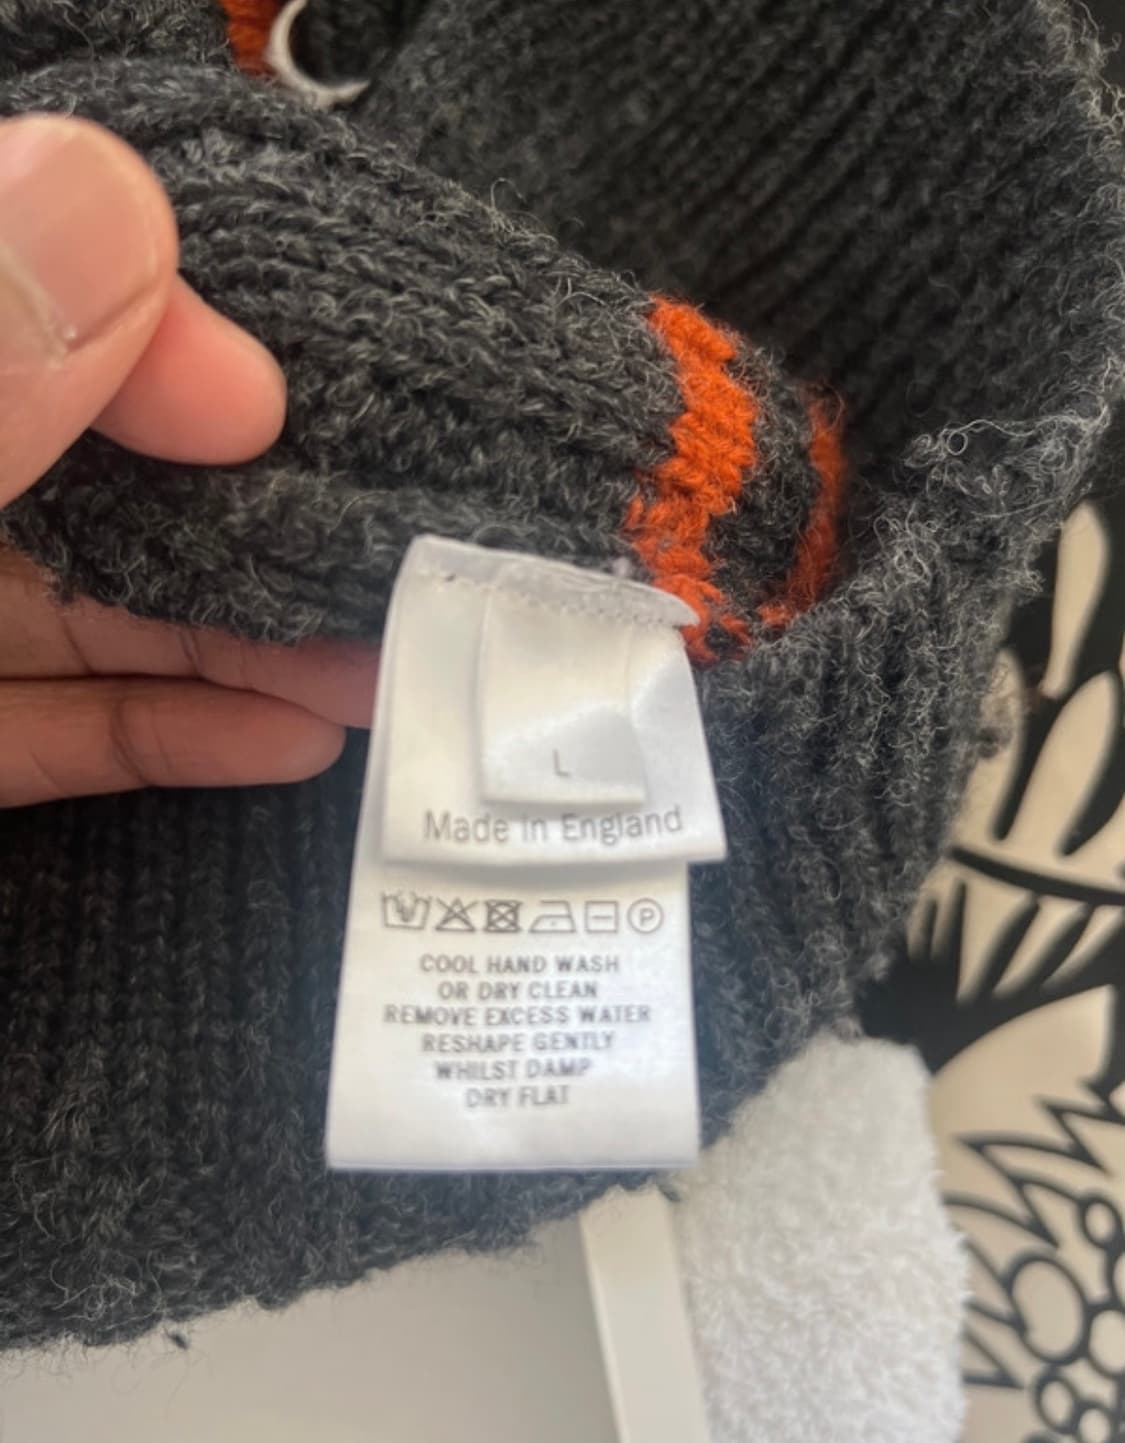 L
Made in England
P
COOL HAND WASH
OR DRY CLEAN
REMOVE EXCESS WATER
RESHAPE GENTLY
WHILST DAMP
DRY FLAT